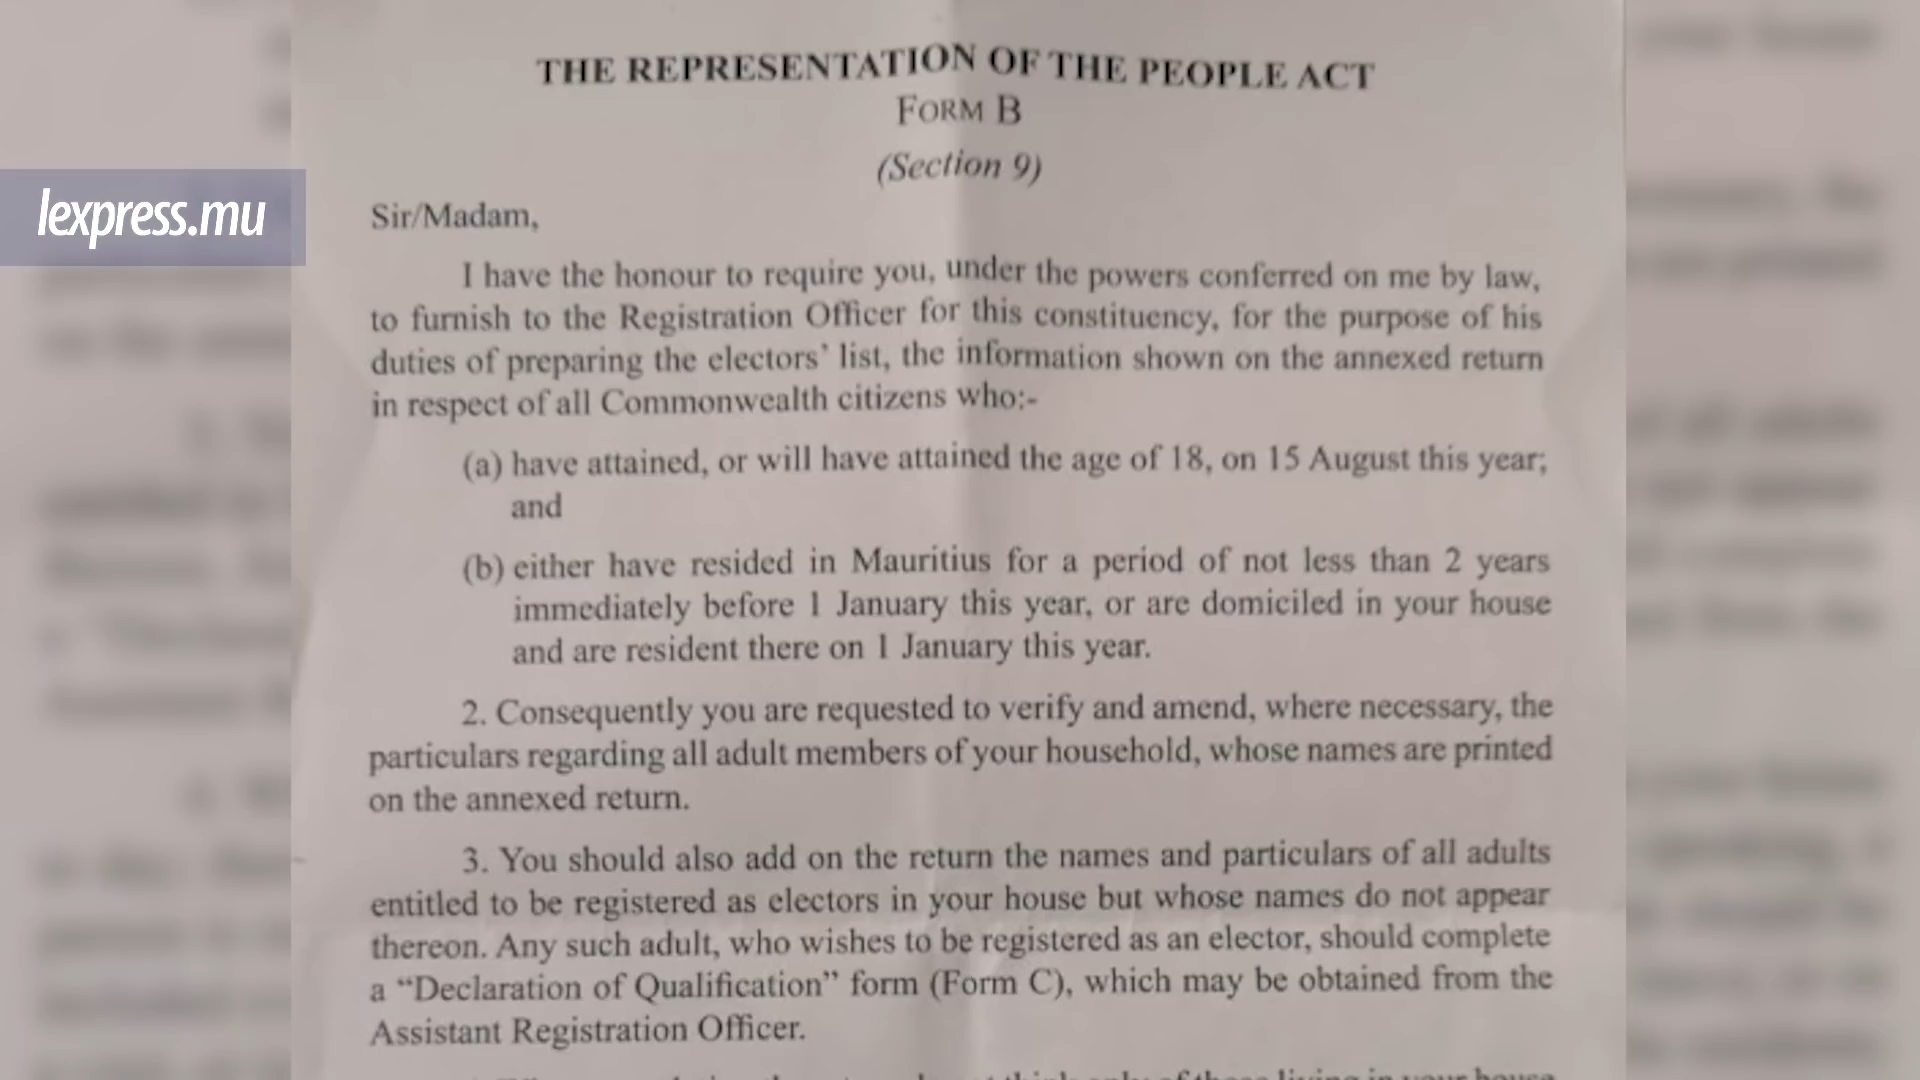 THE REPRESENTATION OF THE PEOPLE ACT
FORM B
(Section 9)
lexpress.mu
Sir/Madam,
I have the honour to require you, under the powers conferred on me by law,
to furnish to the Registration Officer for this constituency, for the purpose of his
duties of preparing the electors' list, the information shown on the annexed return
in respect of all Commonwealth citizens who:-
(a) have attained, or will have attained the age of 18, on 15 August this year;
and
(b) either have resided in Mauritius for a period of not less than 2 years
immediately before 1 January this year, or are domiciled in your house
and are resident there on 1 January this year.
2. Consequently you are requested to verify and amend, where necessary, the
particulars regarding all adult members of your household, whose names are printed
on the annexed return.
3. You should also add on the return the names and particulars of all adults
entitled to be registered as electors in your house but whose names do not appear
thereon. Any such adult, who wishes to be registered as an elector, should complete
a “Declaration of Qualification” form (Form C), which may be obtained from the
Assistant Registration Officer.
think only of those living in your house